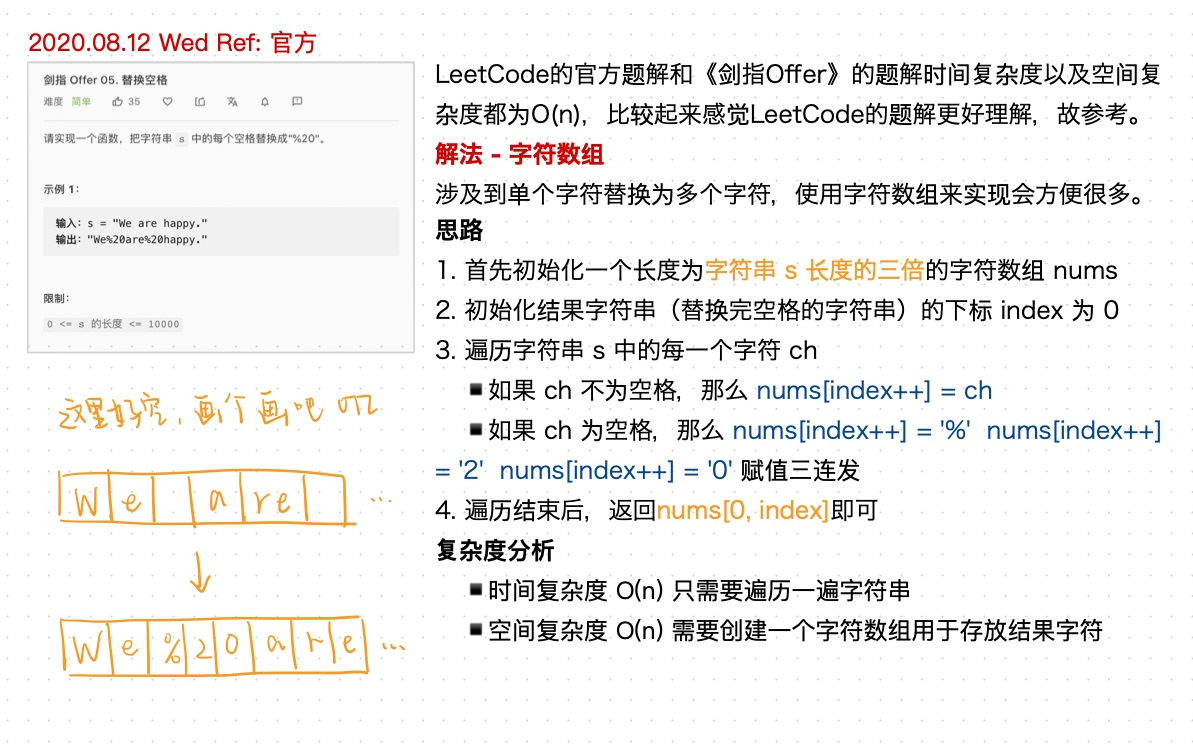 2020.08.12 Wed Ref: 官方
剑指 Offer 05. 替换空格
难度 简单 35
请实现一个函数，把字符串 s 中的每个空格替换成"%20"。
示例 1：
输入：s = "We are happy."
输出："We%20are%20happy."
限制：
0 <= s 的长度 <= 10000
这里好空，画个画吧 orz
W e a re ...
↓
W e % 2 0 a r e ...
LeetCode的官方题解和《剑指Offer》的题解时间复杂度以及空间复
杂度都为O(n)，比较起来感觉LeetCode的题解更好理解，故参考。
解法 - 字符数组
涉及到单个字符替换为多个字符，使用字符数组来实现会方便很多。
思路
1. 首先初始化一个长度为字符串 s 长度的三倍的字符数组 nums
2. 初始化结果字符串（替换完空格的字符串）的下标 index 为 0
3. 遍历字符串 s 中的每一个字符 ch
▪如果 ch 不为空格，那么 nums[index++] = ch
▪如果 ch 为空格，那么 nums[index++] = '%' nums[index++]
= '2' nums[index++] = '0' 赋值三连发
4. 遍历结束后，返回nums[0, index]即可
复杂度分析
▪时间复杂度 O(n) 只需要遍历一遍字符串
▪空间复杂度 O(n) 需要创建一个字符数组用于存放结果字符